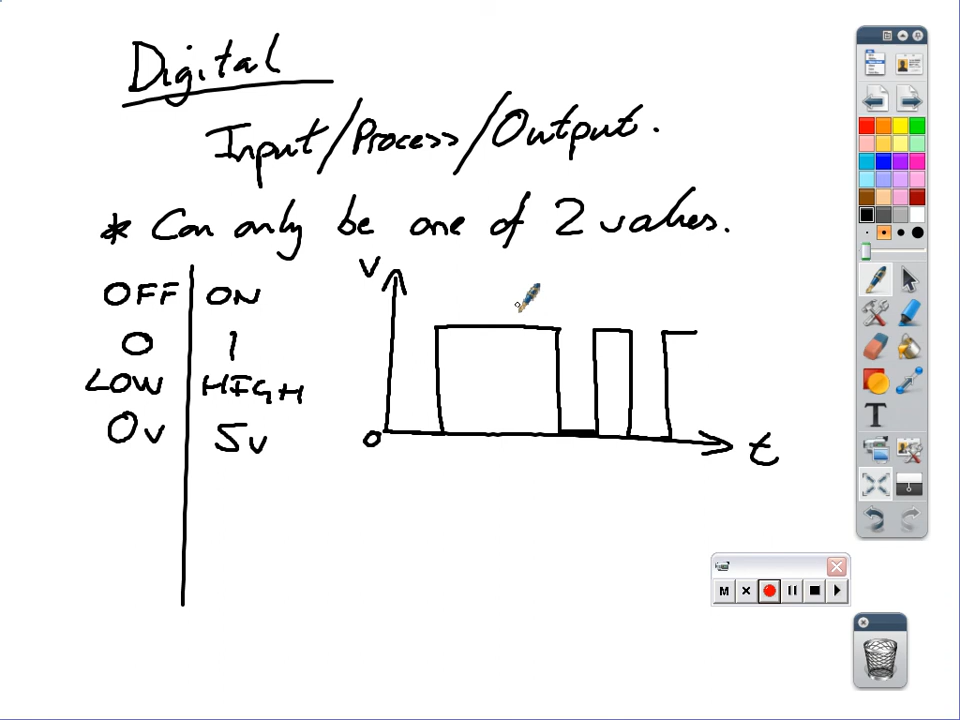 Digital
Input/Process/Output.
* Can only be one of 2 values.
OFF ON
0 1
LOW HIGH
0v 5v
V
0
t
T
M